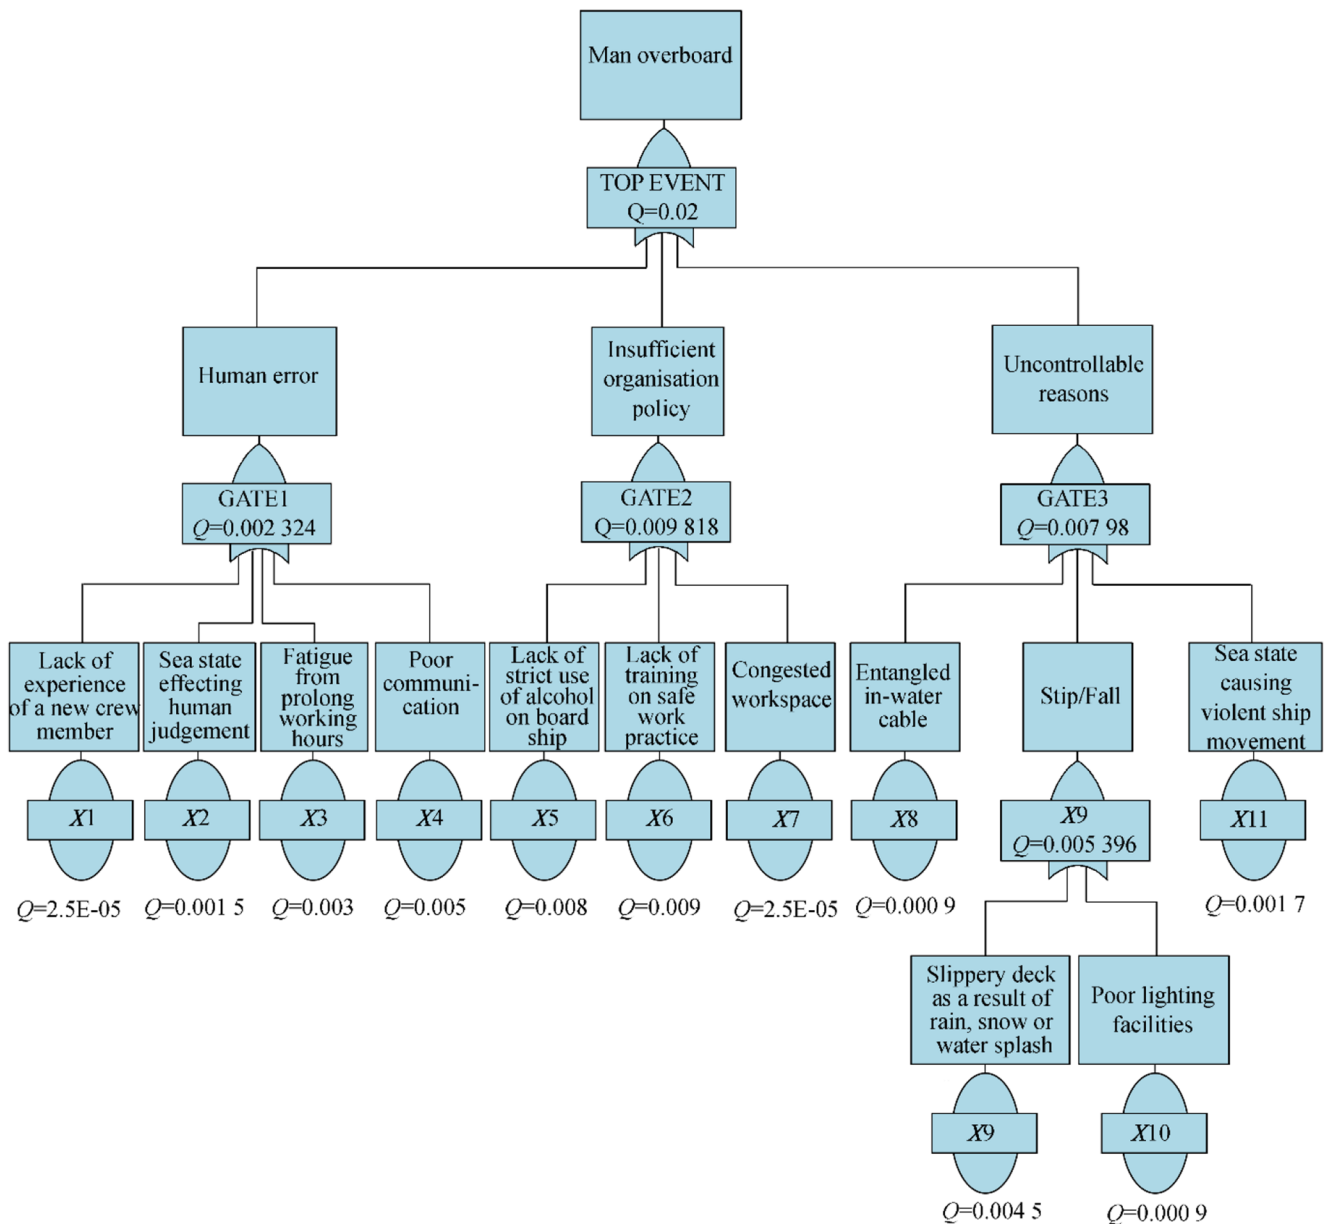 Man overboard
TOP EVENT
Q=0.02
Human error
Insufficient
organisation
policy
Uncontrollable
reasons
GATE1
Q=0.002 324
GATE2
Q=0.009 818
GATE3
Q=0.007 98
Lack of
experience
of a new crew
member
Sea state
effecting
human
judgement
Fatigue
from
prolong
working
hours
Poor
communi-
cation
Lack of
strict use
of alcohol
on board
ship
Lack of
training
on safe
work
practice
Congested
workspace
Entangled
in-water
cable
Stip/Fall
Sea state
causing
violent ship
movement
X1
X2
X3
X4
X5
X6
X7
X8
X9
Q=0.005 396
X11
Q=2.5E-05
Q=0.001 5
Q=0.003
Q=0.005
Q=0.008
Q=0.009
Q=2.5E-05
Q=0.000 9
Q=0.001 7
Slippery deck
as a result of
rain, snow or
water splash
Poor lighting
facilities
X9
X10
Q=0.004 5
Q=0.000 9